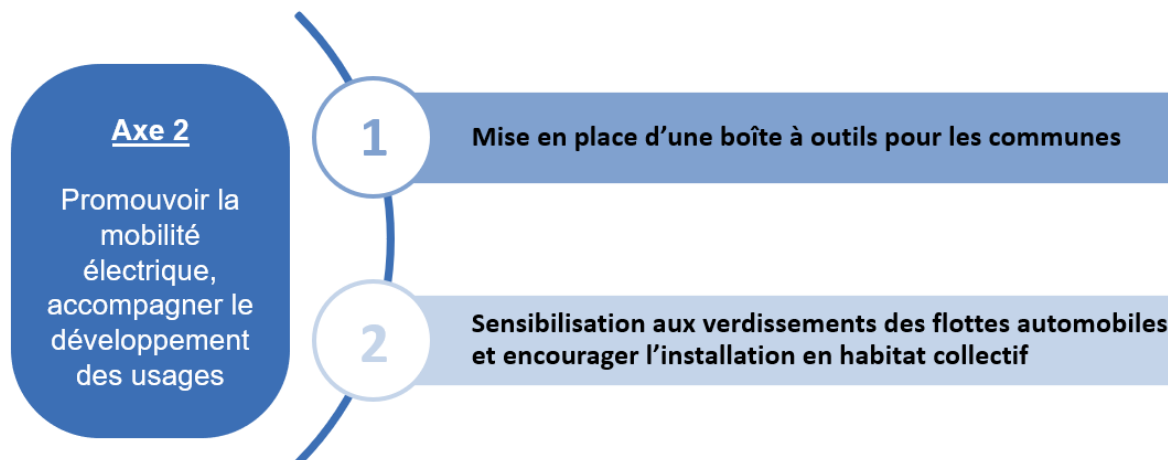 Axe 2
Promouvoir la
mobilité
électrique,
accompagner le
développement
des usages
1
Mise en place d’une boîte à outils pour les communes
2
Sensibilisation aux verdissements des flottes automobiles
et encourager l’installation en habitat collectif